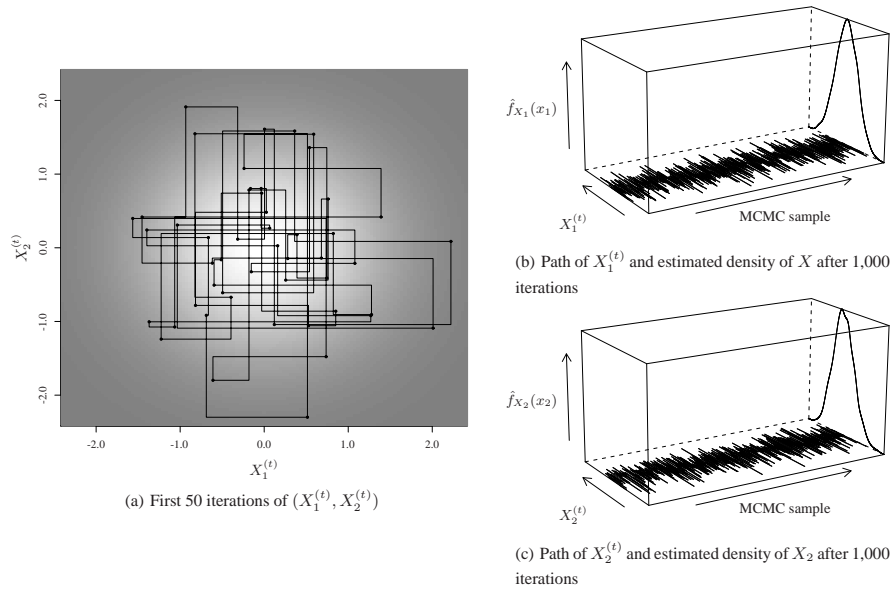 2.0
1.0
0.0
-1.0
-2.0
X_2^{(t)}
-2.0 -1.0 0.0 1.0 2.0
X_1^{(t)}
(a) First 50 iterations of (X_1^{(t)}, X_2^{(t)})
\hat{f}_{X_1}(x_1)
X_1^{(t)}
MCMC sample
(b) Path of X_1^{(t)} and estimated density of X after 1,000
iterations
\hat{f}_{X_2}(x_2)
X_2^{(t)}
MCMC sample
(c) Path of X_2^{(t)} and estimated density of X_2 after 1,000
iterations